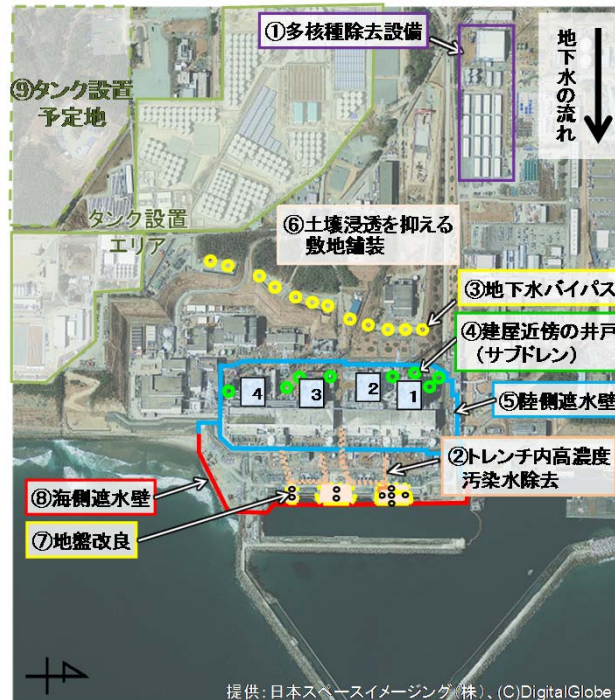 ①多核種除去設備
地下水の流れ
⑨タンク設置
予定地
タンク設置
エリア
⑥土壌浸透を抑える
敷地舗装
③地下水バイパス
④建屋近傍の井戸
（サブドレン）
4
3
2
1
⑤陸側遮水壁
②トレンチ内高濃度
汚染水除去
⑧海側遮水壁
⑦地盤改良
提供：日本スペースイメージング（株）、(C)DigitalGlobe